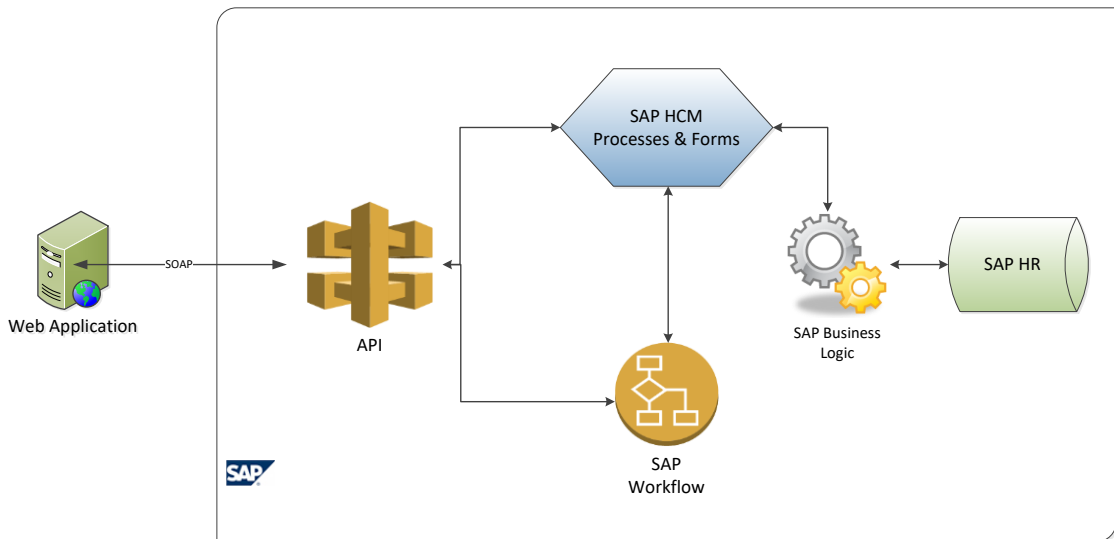 SAP HCM
Processes & Forms
SOAP
Web Application
API
SAP Business
Logic
SAP HR
SAP
Workflow
SAP